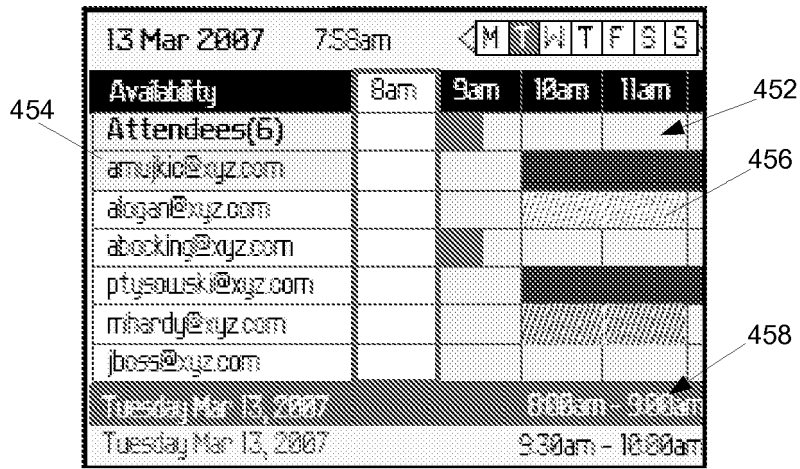 13 Mar 2007 7:58am M T W T F S S
Availability 8am 9am 10am 11am
452
454
Attendees(6)
amujkic@xyz.com
456
alogan@xyz.com
abocking@xyz.com
ptysowski@xyz.com
mhardy@xyz.com
458
jboss@xyz.com
Tuesday Mar 13, 2007 8:00am - 9:00am
Tuesday Mar 13, 2007 9:30am - 10:00am